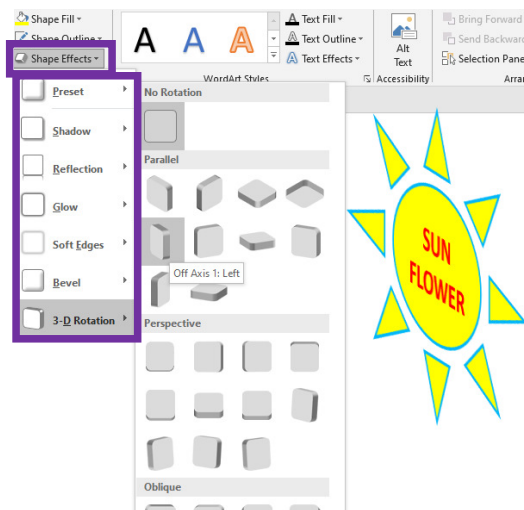 Shape Fill
Shape Outline
Shape Effects
A A A
A Text Fill
A Text Outline
A Text Effects
WordArt Styles
Alt
Text
Accessibility
Bring Forward
Send Backward
Selection Pane
Arran
Preset
Shadow
Reflection
Glow
Soft Edges
Bevel
3-D Rotation
No Rotation
Parallel
Off Axis 1: Left
Perspective
Oblique
SUN
FLOWER